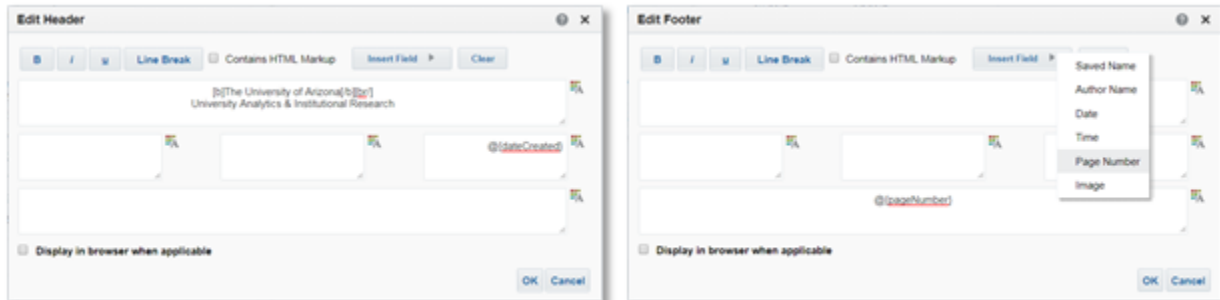 Edit Header
B I u Line Break Contains HTML Markup Insert Field Clear
[b]The University of Arizona[/b][br/]
University Analytics & Institutional Research
@{dateCreated}
Display in browser when applicable
OK Cancel
Edit Footer
B I u Line Break Contains HTML Markup Insert Field
Saved Name
Author Name
Date
Time
Page Number
Image
@{pageNumber}
Display in browser when applicable
OK Cancel